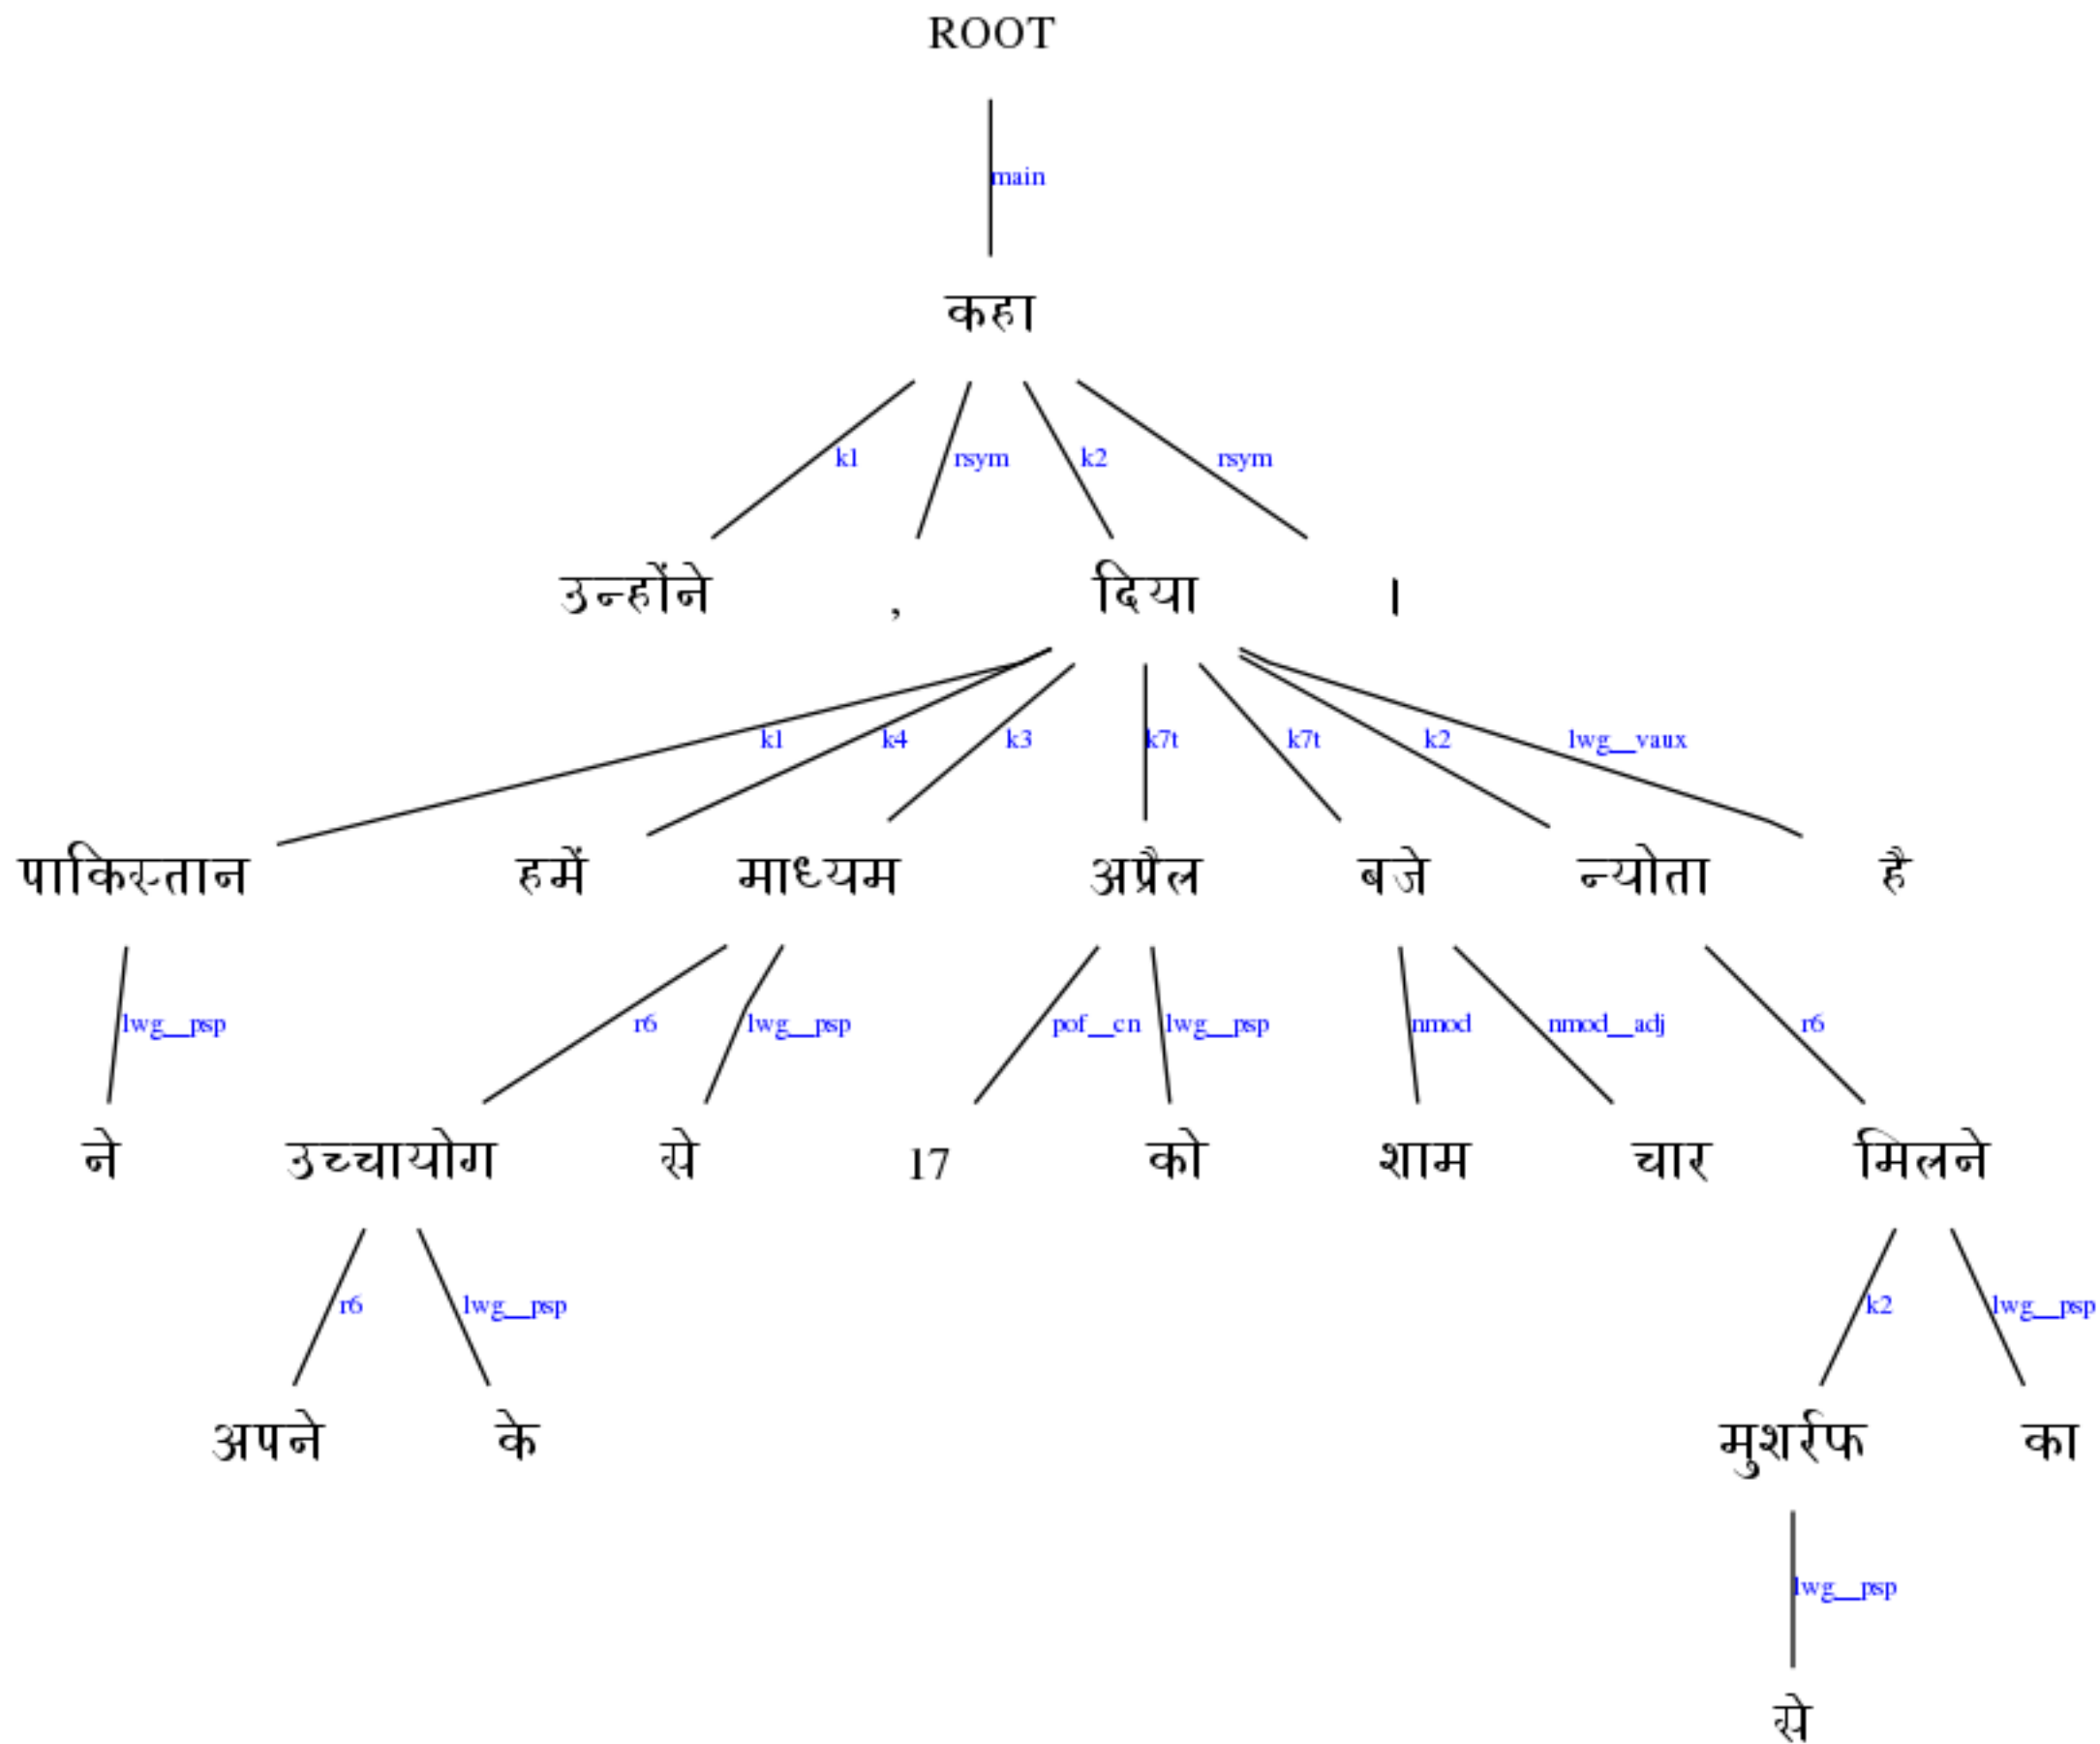 ROOT
main
कहा
k1 rsym k2 rsym
उन्होंने , दिया ।
k1 k4 k3 k7t k7t k2 lwg__vaux
पाकिस्तान हमें माध्यम अप्रैल बजे न्योता है
lwg__psp r6 lwg__psp pof__cn lwg__psp nmod nmod__adj r6
ने उच्चायोग से 17 को शाम चार मिलने
r6 lwg__psp k2 lwg__psp
अपने के मुशर्रफ का
lwg__psp
से